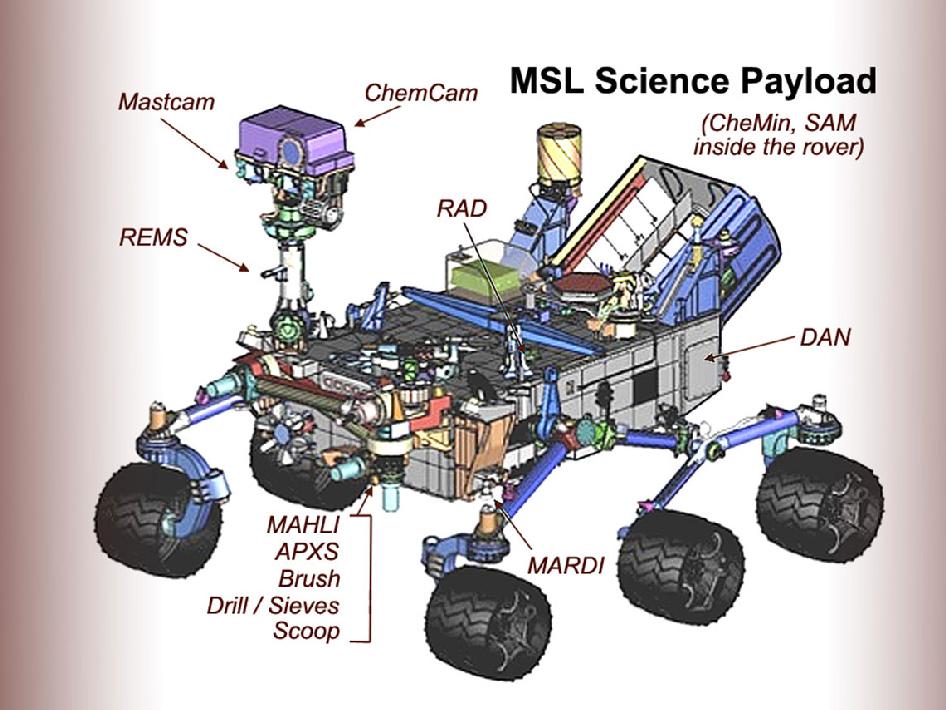 MSL Science Payload
(CheMin, SAM
inside the rover)
Mastcam
ChemCam
REMS
RAD
DAN
MAHLI
APXS
Brush
Drill / Sieves
Scoop
MARDI